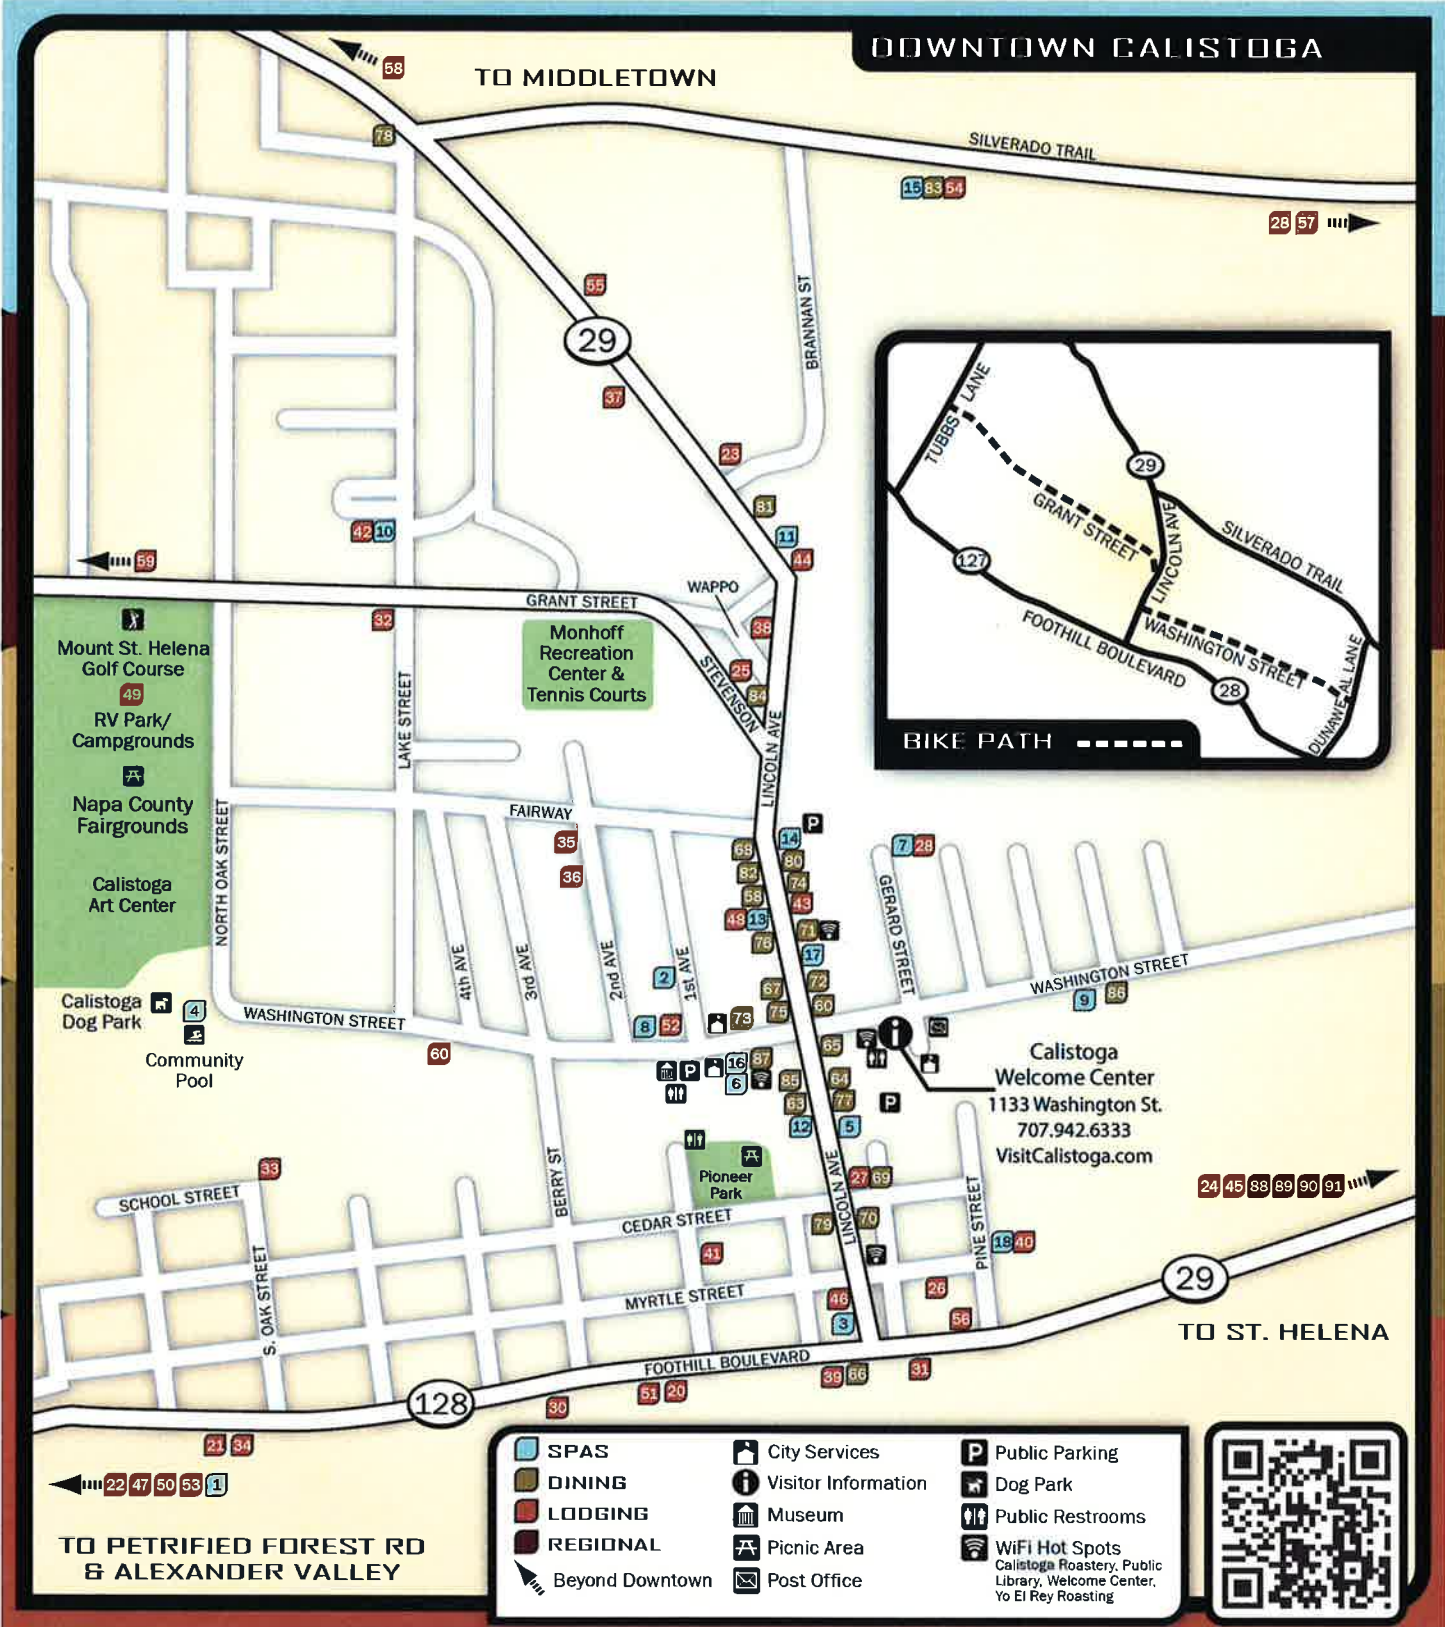 DOWNTOWN CALISTOGA
58
TO MIDDLETOWN
78
SILVERADO TRAIL
15 83 54
28 57
55
29
BRANNAN ST
37
23
81
11
44
42 10
59
WAPPO
GRANT STREET
32
38
Mount St. Helena
Golf Course
49
RV Park/
Campgrounds
Napa County
Fairgrounds
Calistoga
Art Center
Monhoff
Recreation
Center &
Tennis Courts
25
84
STEVENSON
LAKE STREET
LINCOLN AVE
TUBBS LANE
29
GRANT STREET
LINCOLN AVE
SILVERADO TRAIL
127
FOOTHILL BOULEVARD
WASHINGTON STREET
28
DUNAWEAL LANE
BIKE PATH
NORTH OAK STREET
FAIRWAY
35
36
P
14
80
82
74
58
43
48 13
71
76
17
72
67
60
75
7 28
GERARD STREET
WASHINGTON STREET
9 86
4th AVE
3rd AVE
2nd AVE
1st AVE
2
8 52
73
Calistoga
Dog Park
4
Community
Pool
WASHINGTON STREET
60
P
16 87
6
65
85
64
63
77
12
5
P
i
Calistoga
Welcome Center
1133 Washington St.
707.942.6333
VisitCalistoga.com
33
SCHOOL STREET
S. OAK STREET
BERRY ST
Pioneer
Park
CEDAR STREET
41
MYRTLE STREET
27 69
LINCOLN AVE
79
70
PINE STREET
18 40
24 45 88 89 90 91
26
46
3
56
29
TO ST. HELENA
FOOTHILL BOULEVARD
128
39 66
31
51 20
30
21 34
22 47 50 53 1
TO PETRIFIED FOREST RD
& ALEXANDER VALLEY
SPAS
DINING
LODGING
REGIONAL
Beyond Downtown
City Services
i Visitor Information
Museum
Picnic Area
Post Office
P Public Parking
Dog Park
Public Restrooms
WiFi Hot Spots
Calistoga Roastery, Public
Library, Welcome Center,
Yo El Rey Roasting